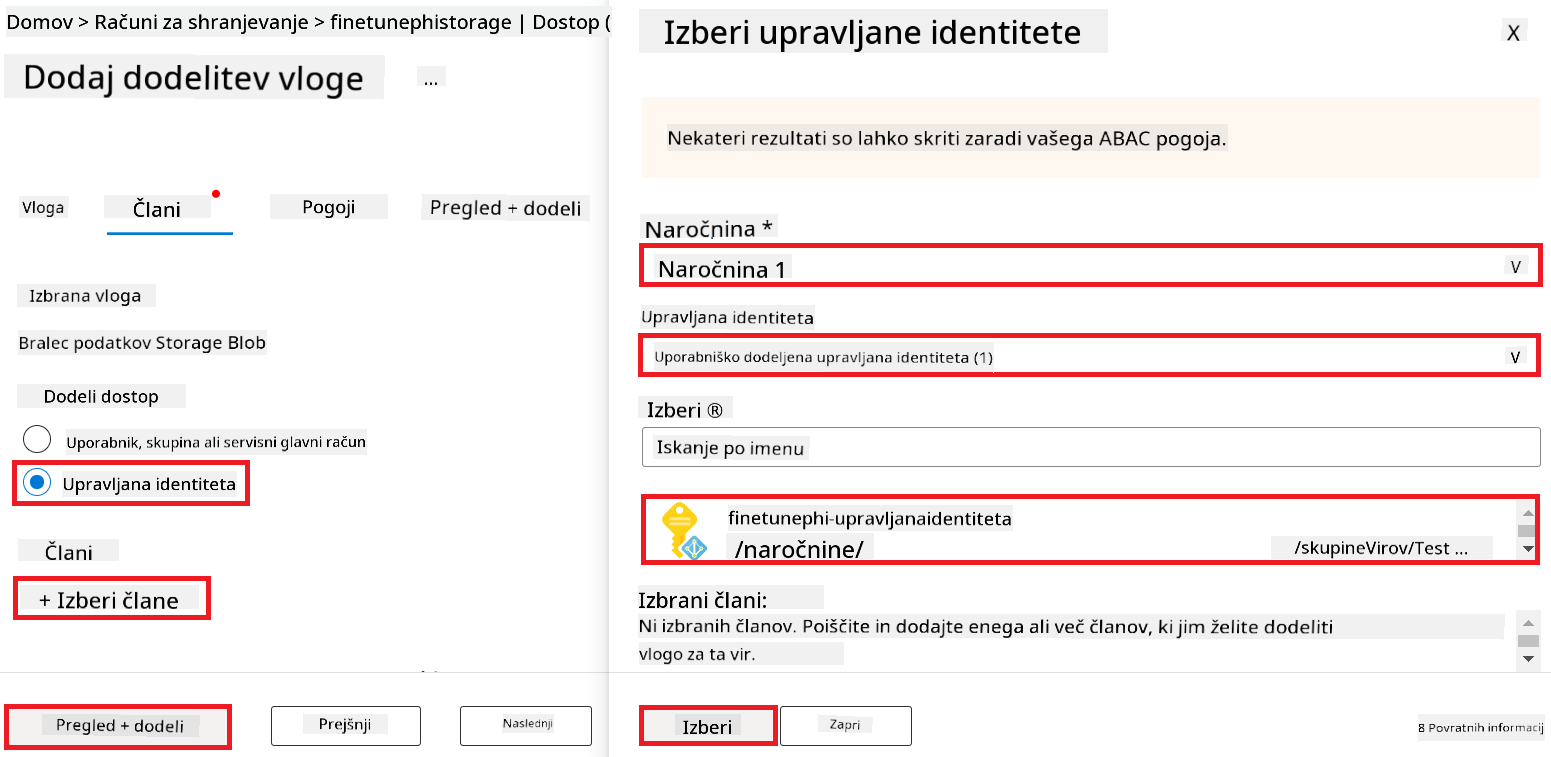 Domov > Računi za shranjevanje > finetunephistorage | Dostop (
Dodaj dodelitev vloge
...
Vloga
Člani
Pogoji
Pregled + dodeli
Izbrana vloga
Bralec podatkov Storage Blob
Dodeli dostop
Uporabnik, skupina ali servisni glavni račun
Upravljana identiteta
Člani
+ Izberi člane
Pregled + dodeli
Prejšnji
Naslednji
Izberi upravljane identitete
X
Nekateri rezultati so lahko skriti zaradi vašega ABAC pogoja.
Naročnina *
Naročnina 1
V
Upravljana identiteta
Uporabniško dodeljena upravljana identiteta (1)
V
Izberi ®
Iskanje po imenu
finetunephi-upravljanaidentiteta
/naročnine/
/skupineVirov/Test ...
Izbrani člani:
Ni izbranih članov. Poiščite in dodajte enega ali več članov, ki jim želite dodeliti
vlogo za ta vir.
Izberi
Zapri
8 Povratnih informacij